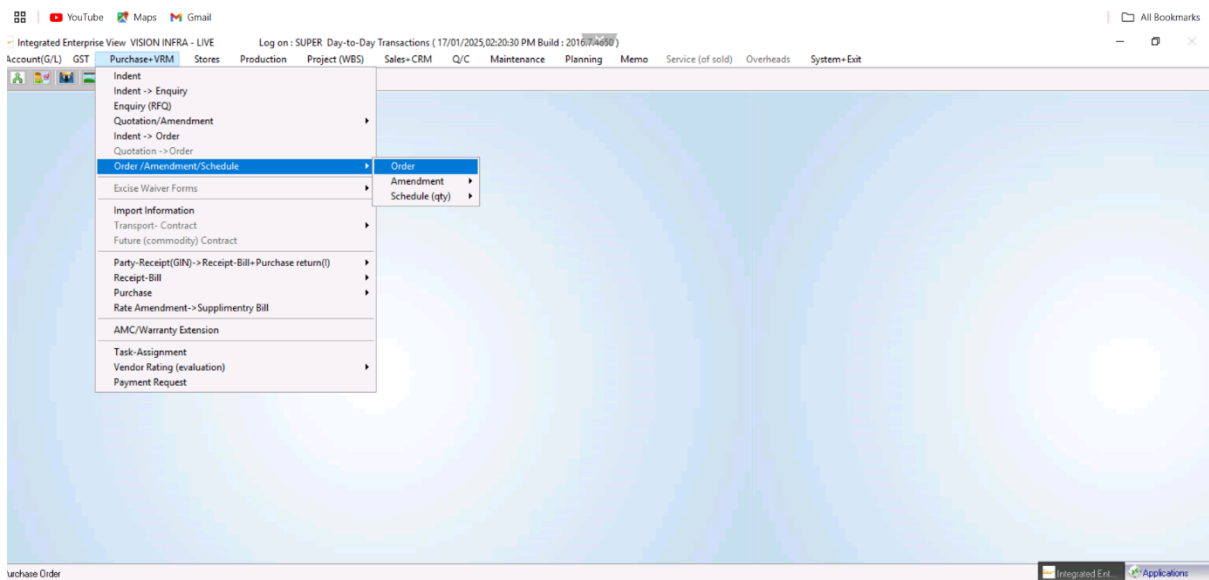 YouTube Maps Gmail All Bookmarks
Integrated Enterprise View VISION INFRA - LIVE Log on : SUPER Day-to-Day Transactions ( 17/01/2025,02:20:30 PM Build : 2016.7.4650 )
Account(G/L) GST Purchase+VRM Stores Production Project (WBS) Sales+CRM Q/C Maintenance Planning Memo Service (of sold) Overheads System+Exit
Indent
Indent -> Enquiry
Enquiry (RFQ)
Quotation/Amendment
Indent -> Order
Quotation ->Order
Order /Amendment/Schedule Order
Amendment
Excise Waiver Forms
Schedule (qty)
Import Information
Transport- Contract
Future (commodity) Contract
Party-Receipt(GIN)->Receipt-Bill+Purchase return(I)
Receipt-Bill
Purchase
Rate Amendment->Supplimentry Bill
AMC/Warranty Extension
Task-Assignment
Vendor Rating (evaluation)
Payment Request
urchase Order Integrated Ent... Applications